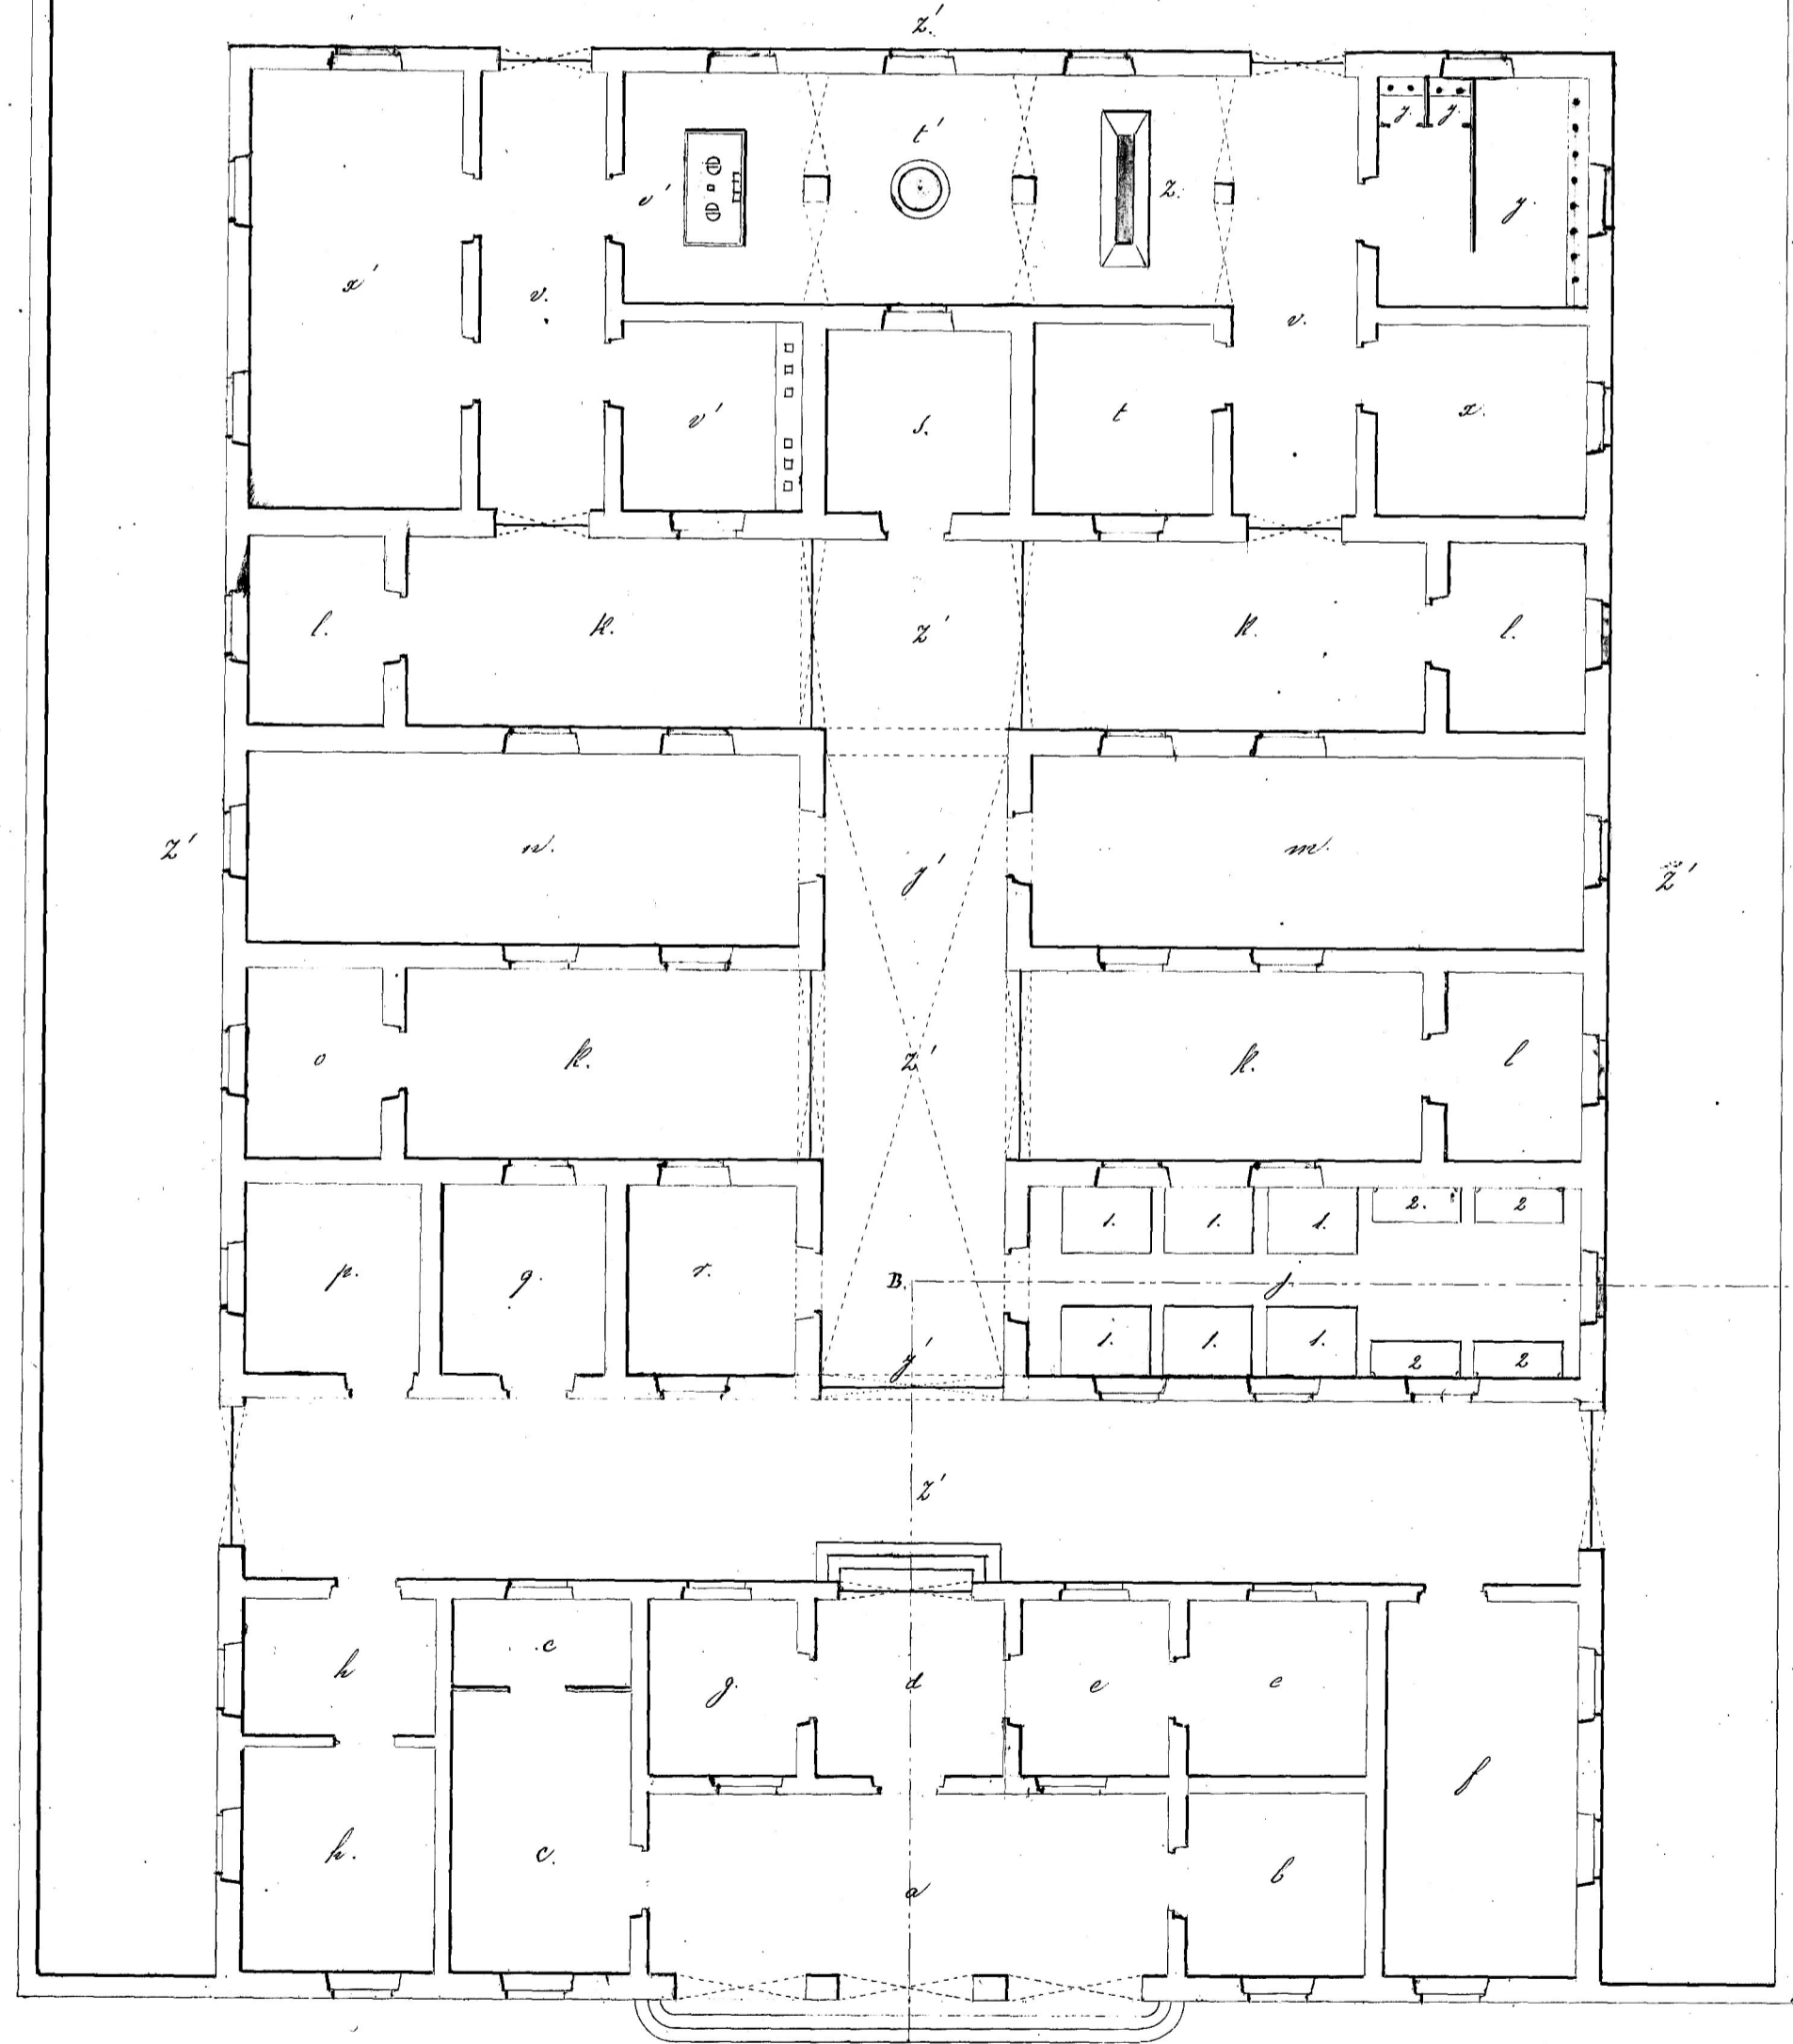 z'.
y. y.
t'
v' z. y.
x' v. v.
v' s. t x.
l. k. z' k. l.
z' n. y' m. z'
o k. z' k. l
1. 1. 1. 2. 2
p. q. r. B. j.
1. 1. 1. 2 2
y'
z'
h c g. d e e
f
h. c. a b